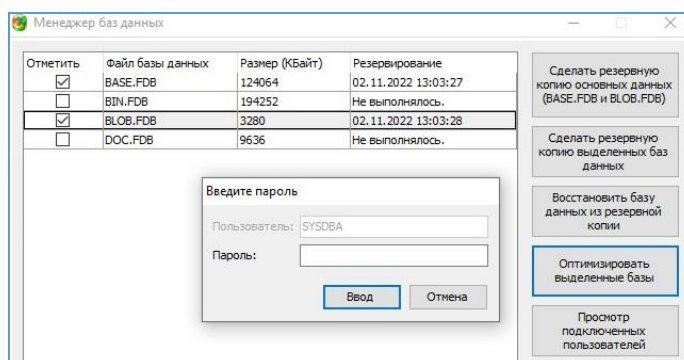 Менеджер баз данных
Отметить Файл базы данных Размер (КБайт) Резервирование
BASE.FDB 124064 02.11.2022 13:03:27
BIN.FDB 194252 Не выполнялось.
BLOB.FDB 3280 02.11.2022 13:03:28
DOC.FDB 9636 Не выполнялось.
Введите пароль
Пользователь: SYSDBA
Пароль:
Ввод Отмена
Сделать резервную
копию основных данных
(BASE.FDB и BLOB.FDB)
Сделать резервную
копию выделенных баз
данных
Восстановить базу
данных из резервной
копии
Оптимизировать
выделенные базы
Просмотр
подключенных
пользователей